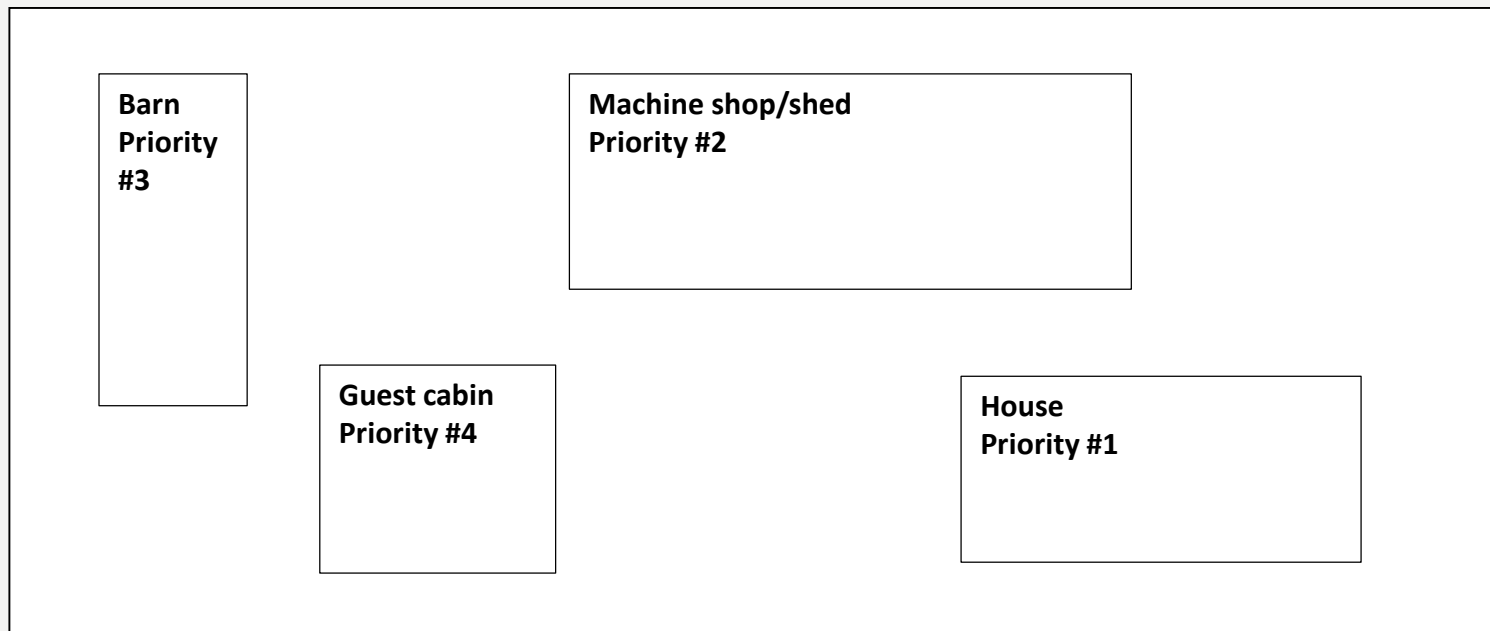 Barn
Priority
#3
Machine shop/shed
Priority #2
Guest cabin
Priority #4
House
Priority #1